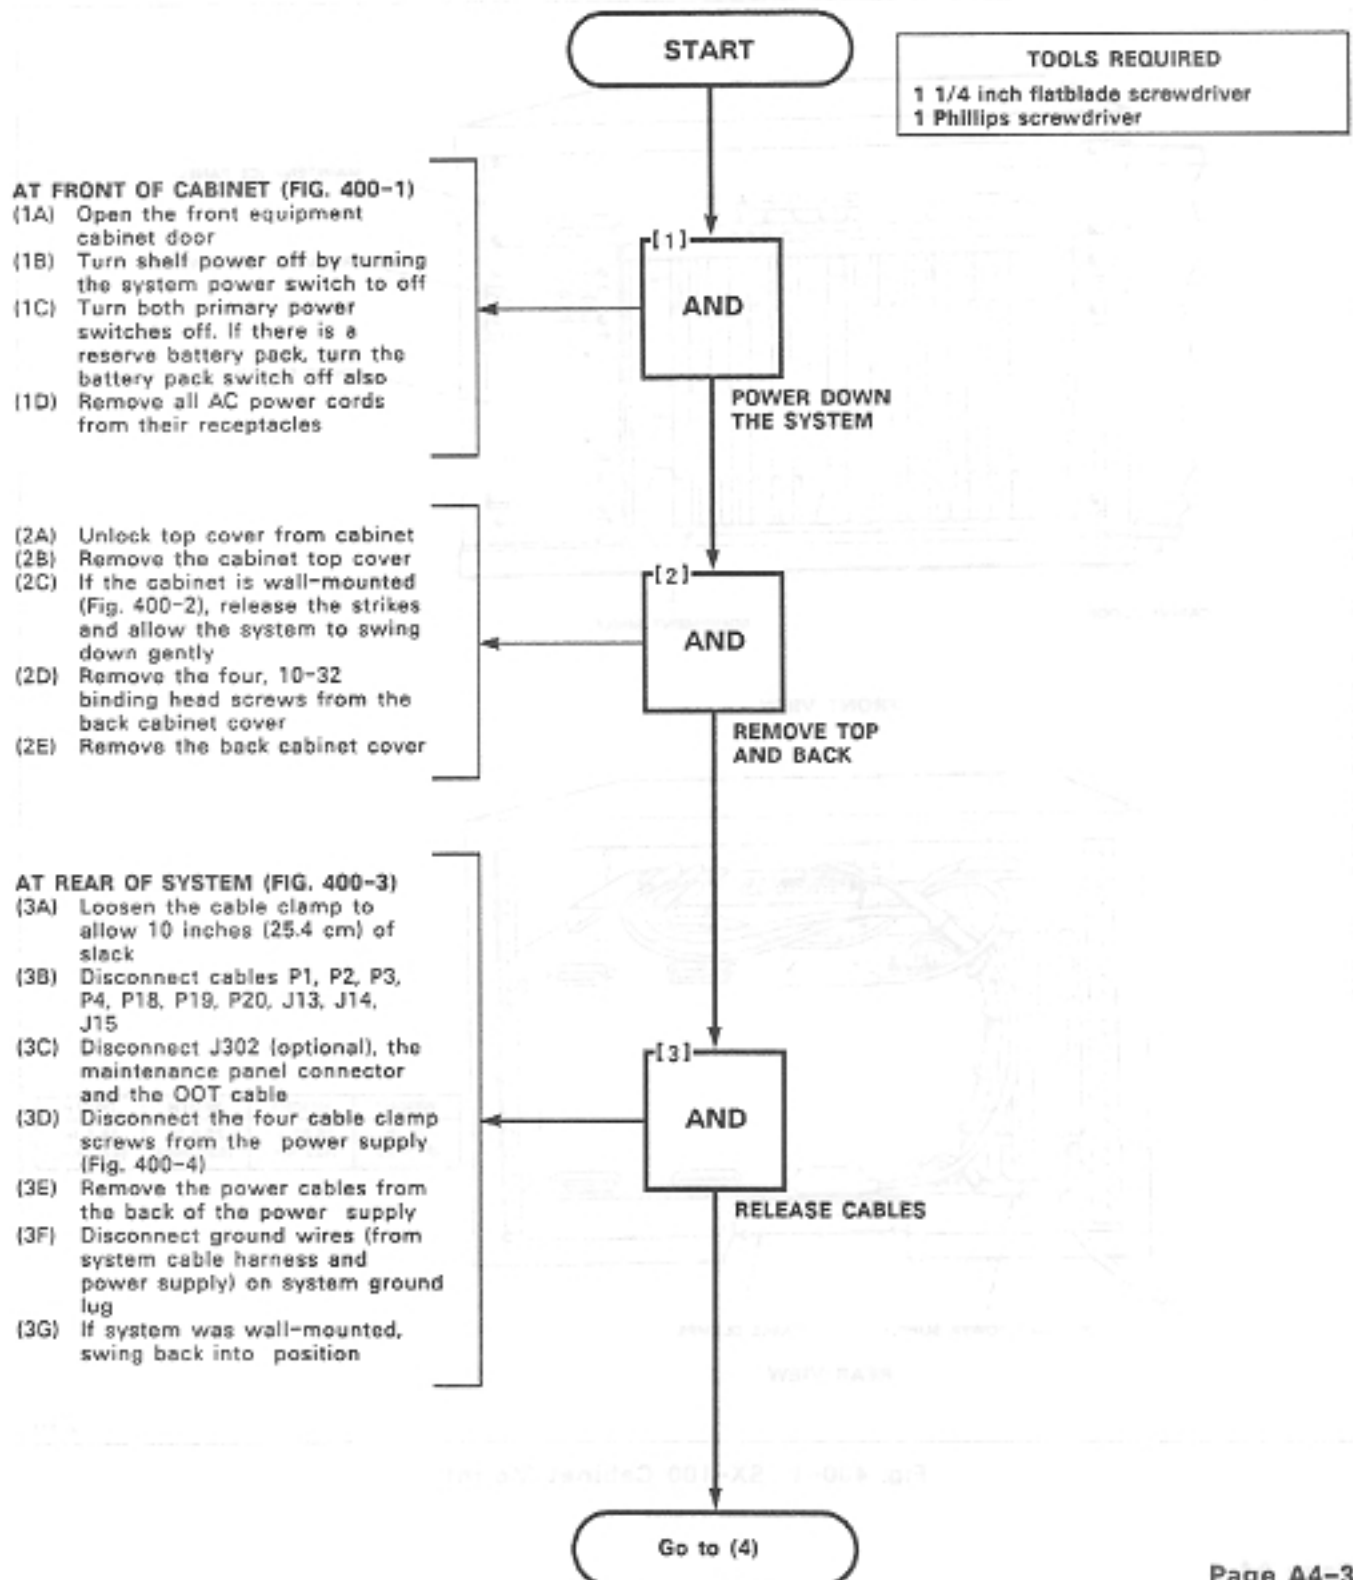 START
TOOLS REQUIRED
1 1/4 inch flatblade screwdriver
1 Phillips screwdriver
AT FRONT OF CABINET (FIG. 400-1)
(1A) Open the front equipment
cabinet door
(1B) Turn shelf power off by turning
the system power switch to off
(1C) Turn both primary power
switches off. If there is a
reserve battery pack, turn the
battery pack switch off also
(1D) Remove all AC power cords
from their receptacles
[1]
AND
POWER DOWN
THE SYSTEM
(2A) Unlock top cover from cabinet
(2B) Remove the cabinet top cover
(2C) If the cabinet is wall-mounted
(Fig. 400-2), release the strikes
and allow the system to swing
down gently
(2D) Remove the four, 10-32
binding head screws from the
back cabinet cover
(2E) Remove the back cabinet cover
[2]
AND
REMOVE TOP
AND BACK
AT REAR OF SYSTEM (FIG. 400-3)
(3A) Loosen the cable clamp to
allow 10 inches (25.4 cm) of
slack
(3B) Disconnect cables P1, P2, P3,
P4, P18, P19, P20, J13, J14,
J15
(3C) Disconnect J302 (optional), the
maintenance panel connector
and the OOT cable
(3D) Disconnect the four cable clamp
screws from the power supply
(Fig. 400-4)
(3E) Remove the power cables from
the back of the power supply
(3F) Disconnect ground wires (from
system cable harness and
power supply) on system ground
lug
(3G) If system was wall-mounted,
swing back into position
[3]
AND
RELEASE CABLES
Go to (4)
Page A4-3